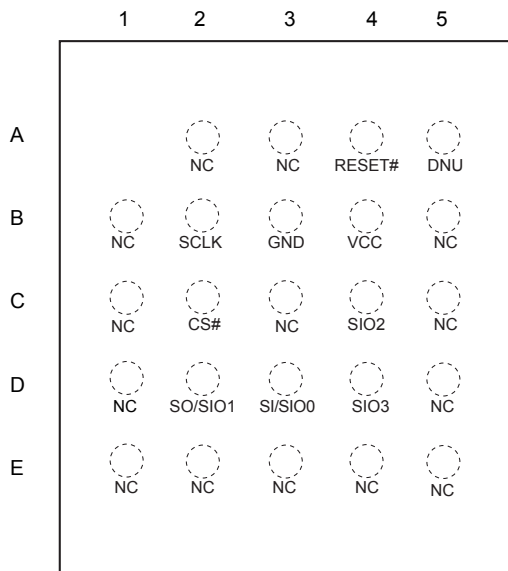 1 2 3 4 5
A
NC NC RESET# DNU
B
NC SCLK GND VCC NC
C
NC CS# NC SIO2 NC
D
NC SO/SIO1 SI/SIO0 SIO3 NC
E
NC NC NC NC NC